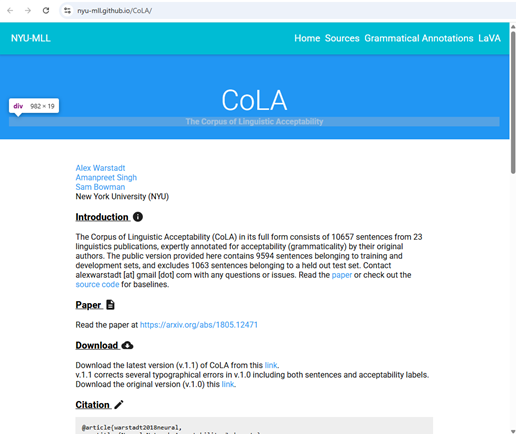 nyu-mll.github.io/CoLA/
NYU-MLL
Home Sources Grammatical Annotations LaVA
CoLA
div 982 × 19
The Corpus of Linguistic Acceptability
Alex Warstadt
Amanpreet Singh
Sam Bowman
New York University (NYU)
Introduction
The Corpus of Linguistic Acceptability (CoLA) in its full form consists of 10657 sentences from 23
linguistics publications, expertly annotated for acceptability (grammaticality) by their original
authors. The public version provided here contains 9594 sentences belonging to training and
development sets, and excludes 1063 sentences belonging to a held out test set. Contact
alexwarstadt [at] gmail [dot] com with any questions or issues. Read the paper or check out the
source code for baselines.
Paper
Read the paper at https://arxiv.org/abs/1805.12471
Download
Download the latest version (v.1.1) of CoLA from this link.
v.1.1 corrects several typographical errors in v.1.0 including both sentences and acceptability labels.
Download the original version (v.1.0) this link.
Citation
@article{warstadt2018neural,